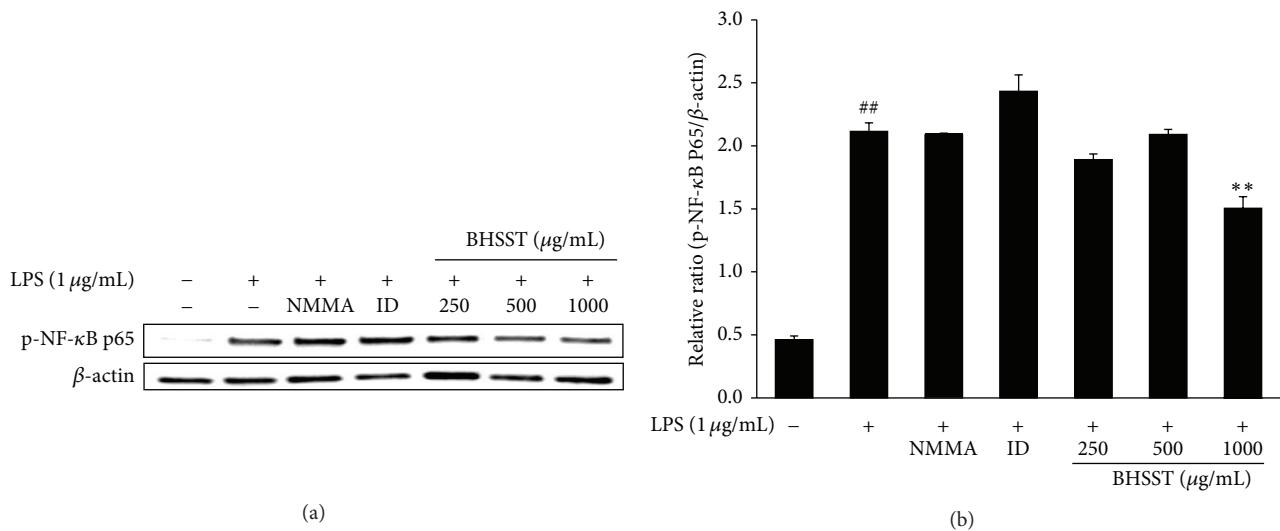 BHSST (μg/mL)
LPS (1 μg/mL) − + + + + + +
− − NMMA ID 250 500 1000
p-NF-κB p65
β-actin
(a)
Relative ratio (p-NF-κB P65/β-actin)
3.0
2.5
2.0
1.5
1.0
0.5
0.0
##
**
LPS (1 μg/mL) − + + + + + +
NMMA ID 250 500 1000
BHSST (μg/mL)
(b)